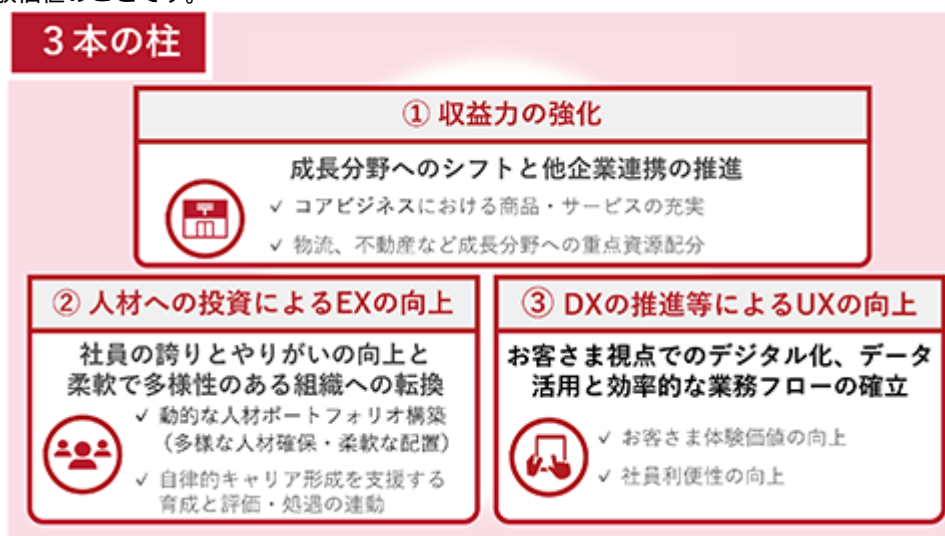 価値のことです。
3本の柱
① 収益力の強化
成長分野へのシフトと他企業連携の推進
✓ コアビジネスにおける商品・サービスの充実
✓ 物流、不動産など成長分野への重点資源配分
② 人材への投資によるEXの向上
社員の誇りとやりがいの向上と
柔軟で多様性のある組織への転換
✓ 動的な人材ポートフォリオ構築
（多様な人材確保・柔軟な配置）
✓ 自律的キャリア形成を支援する
育成と評価・処遇の連動
③ DXの推進等によるUXの向上
お客さま視点でのデジタル化、データ
活用と効率的な業務フローの確立
✓ お客さま体験価値の向上
✓ 社員利便性の向上